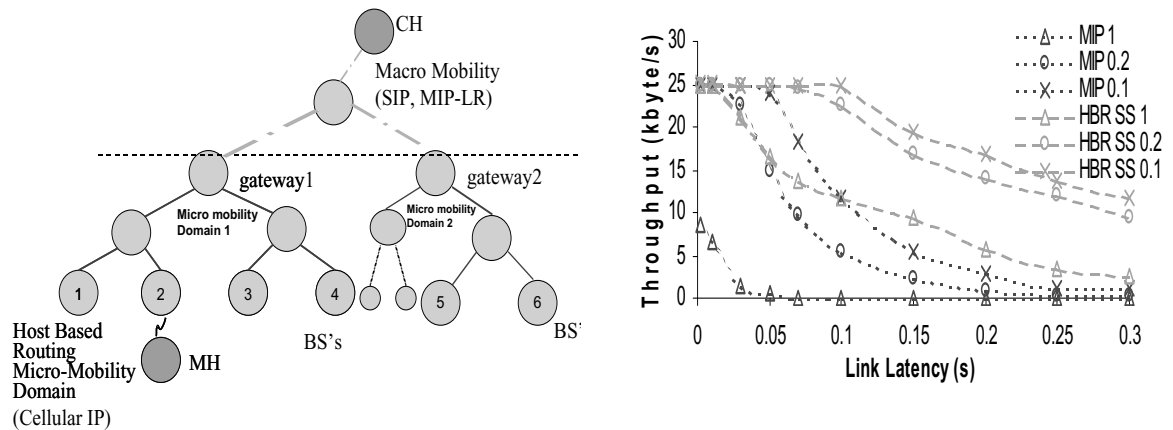 CH
Macro Mobility
(SIP, MIP-LR)
gateway1
gateway2
Micro mobility
Domain 1
Micro mobility
Domain 2
1
2
3
4
5
6
Host Based
Routing
Micro-Mobility
Domain
(Cellular IP)
MH
BS's
BS'
Throughput (kbyte/s)
30
25
20
15
10
5
0
0
0.05
0.1
0.15
0.2
0.25
0.3
Link Latency (s)
MIP 1
MIP 0.2
MIP 0.1
HBR SS 1
HBR SS 0.2
HBR SS 0.1